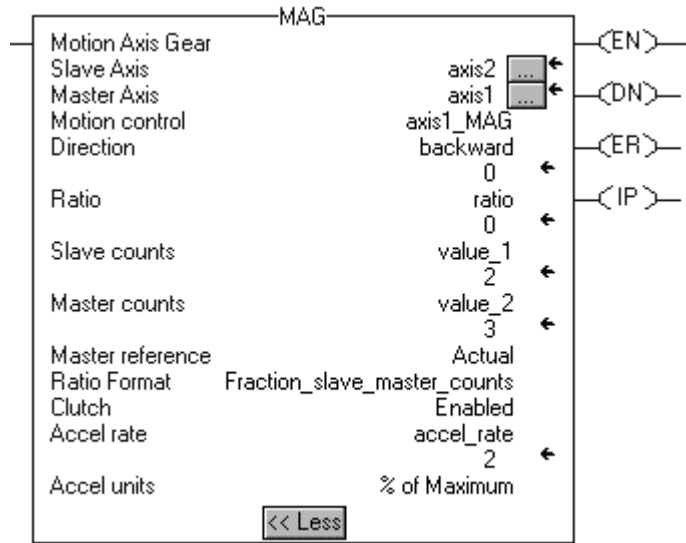 MAG
Motion Axis Gear (EN)
Slave Axis axis2 ...
Master Axis axis1 ... (DN)
Motion control axis1_MAG
Direction backward (ER)
0
Ratio ratio (IP)
0
Slave counts value_1
2
Master counts value_2
3
Master reference Actual
Ratio Format Fraction_slave_master_counts
Clutch Enabled
Accel rate accel_rate
2
Accel units % of Maximum
<< Less